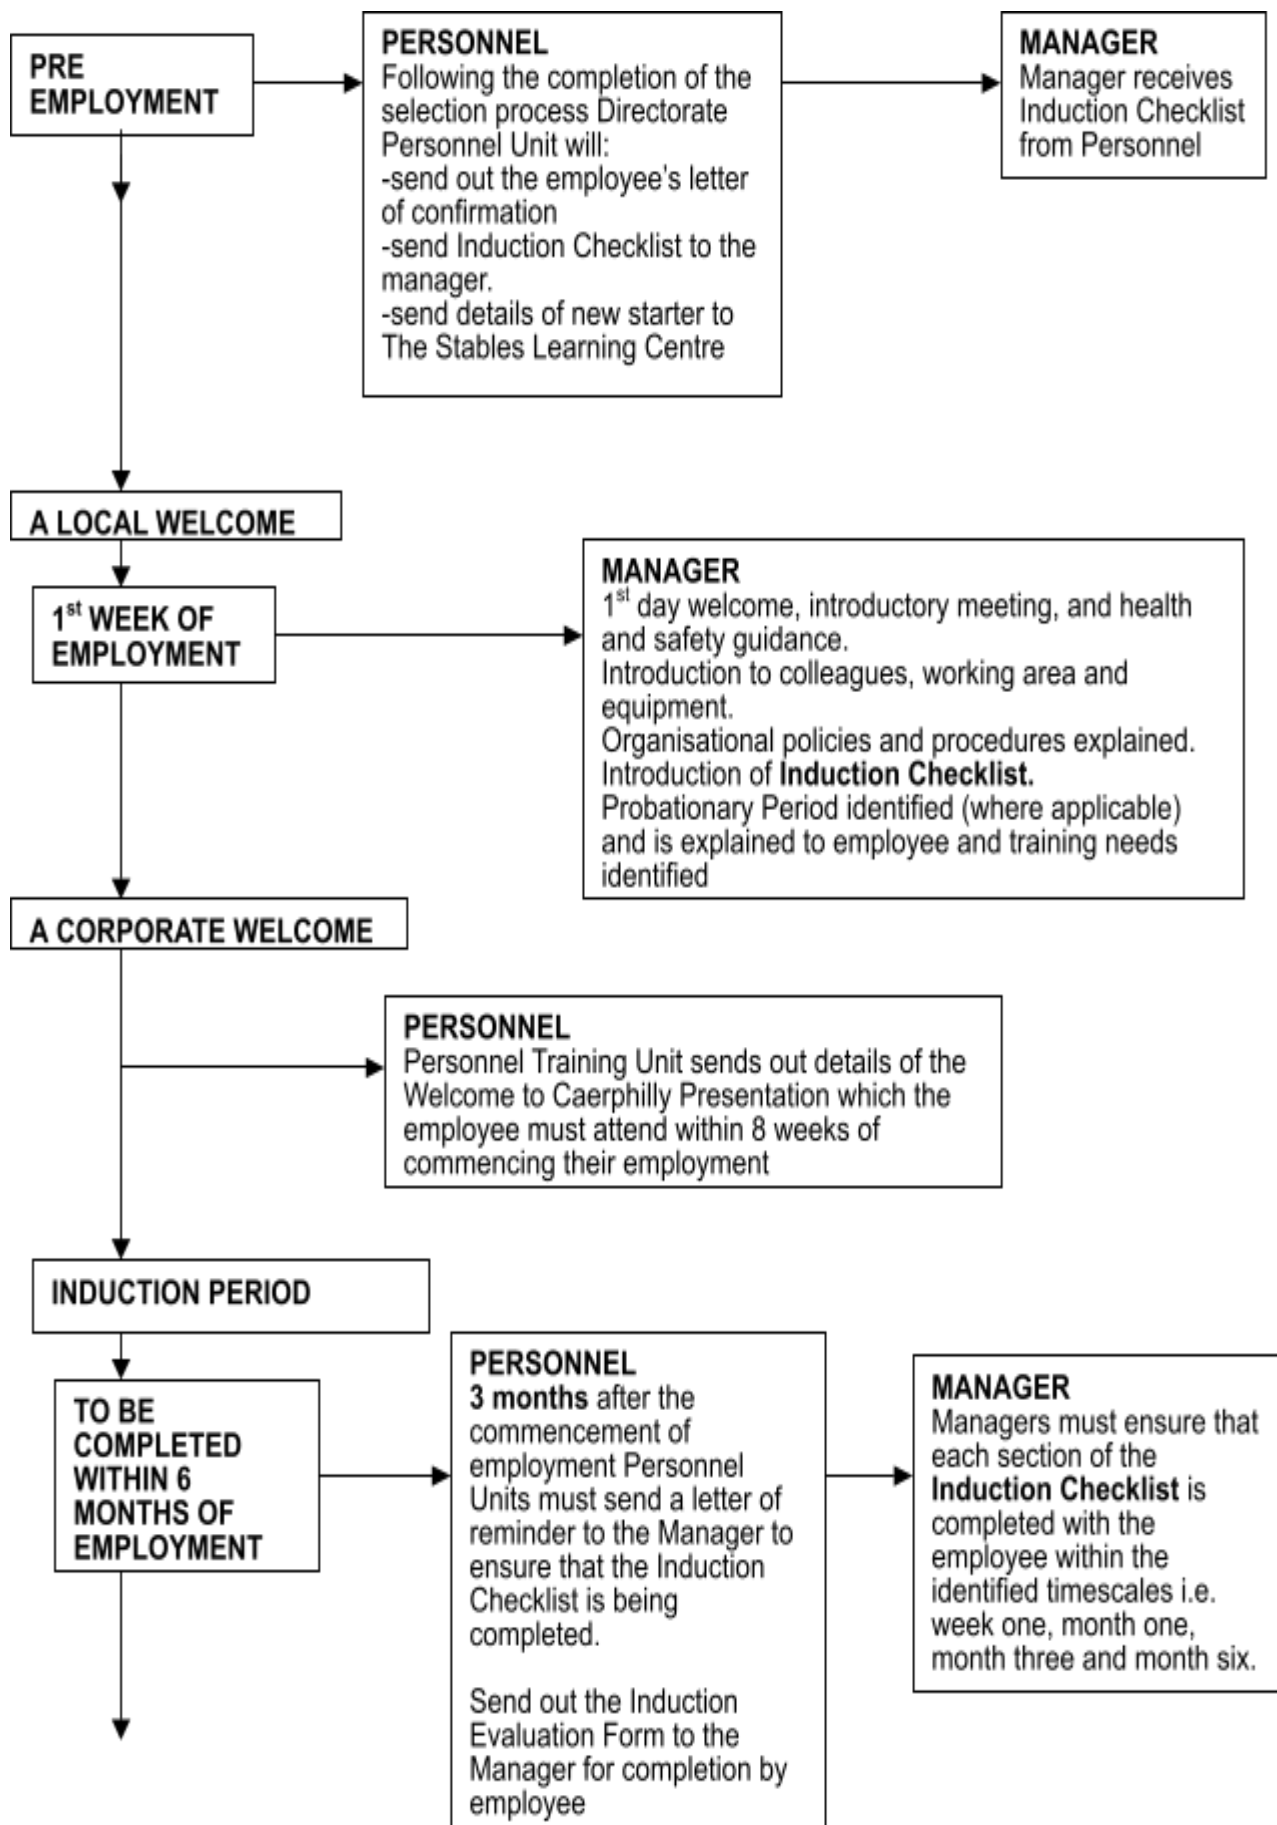 PRE
EMPLOYMENT
PERSONNEL
Following the completion of the
selection process Directorate
Personnel Unit will:
-send out the employee's letter
of confirmation
-send Induction Checklist to the
manager.
-send details of new starter to
The Stables Learning Centre
MANAGER
Manager receives
Induction Checklist
from Personnel
A LOCAL WELCOME
1st WEEK OF
EMPLOYMENT
MANAGER
1st day welcome, introductory meeting, and health
and safety guidance.
Introduction to colleagues, working area and
equipment.
Organisational policies and procedures explained.
Introduction of Induction Checklist.
Probationary Period identified (where applicable)
and is explained to employee and training needs
identified
A CORPORATE WELCOME
PERSONNEL
Personnel Training Unit sends out details of the
Welcome to Caerphilly Presentation which the
employee must attend within 8 weeks of
commencing their employment
INDUCTION PERIOD
TO BE
COMPLETED
WITHIN 6
MONTHS OF
EMPLOYMENT
PERSONNEL
3 months after the
commencement of
employment Personnel
Units must send a letter of
reminder to the Manager to
ensure that the Induction
Checklist is being
completed.
Send out the Induction
Evaluation Form to the
Manager for completion by
employee
MANAGER
Managers must ensure that
each section of the
Induction Checklist is
completed with the
employee within the
identified timescales i.e.
week one, month one,
month three and month six.